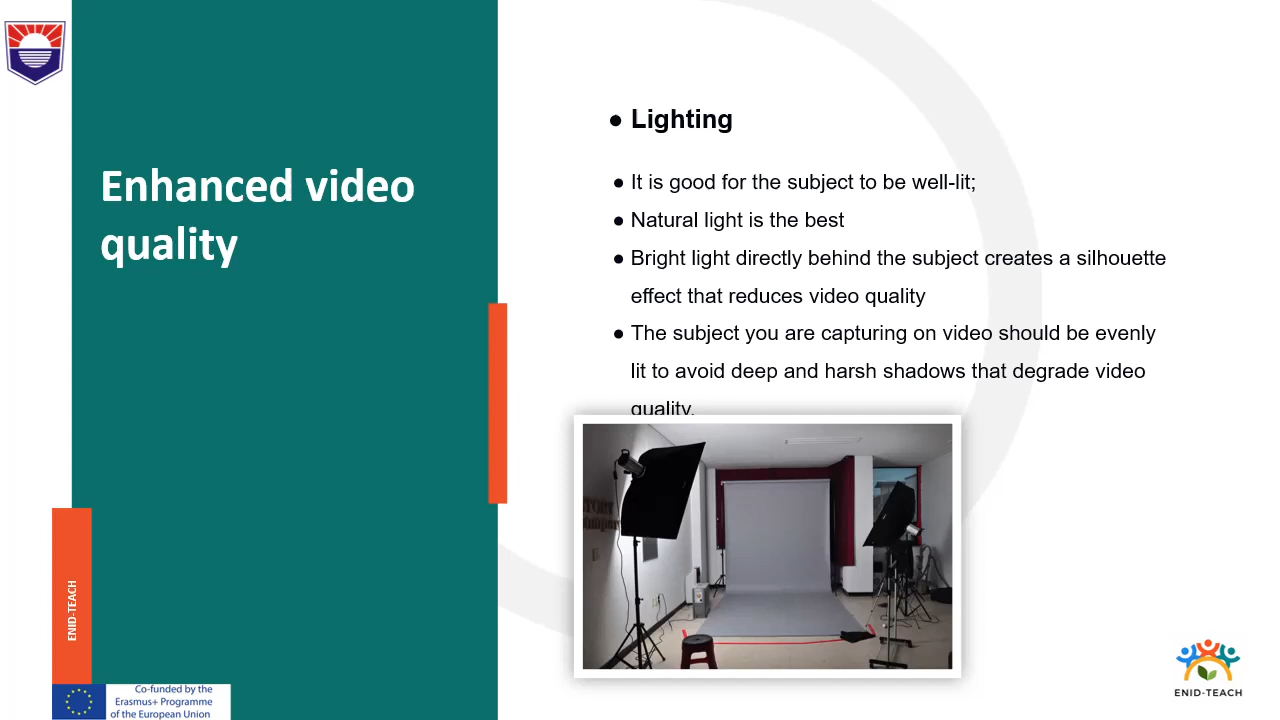 Enhanced video
quality
● Lighting
● It is good for the subject to be well-lit;
● Natural light is the best
● Bright light directly behind the subject creates a silhouette
effect that reduces video quality
● The subject you are capturing on video should be evenly
lit to avoid deep and harsh shadows that degrade video
quality.
ENID-TEACH
Co-funded by the
Erasmus+ Programme
of the European Union
ENID-TEACH